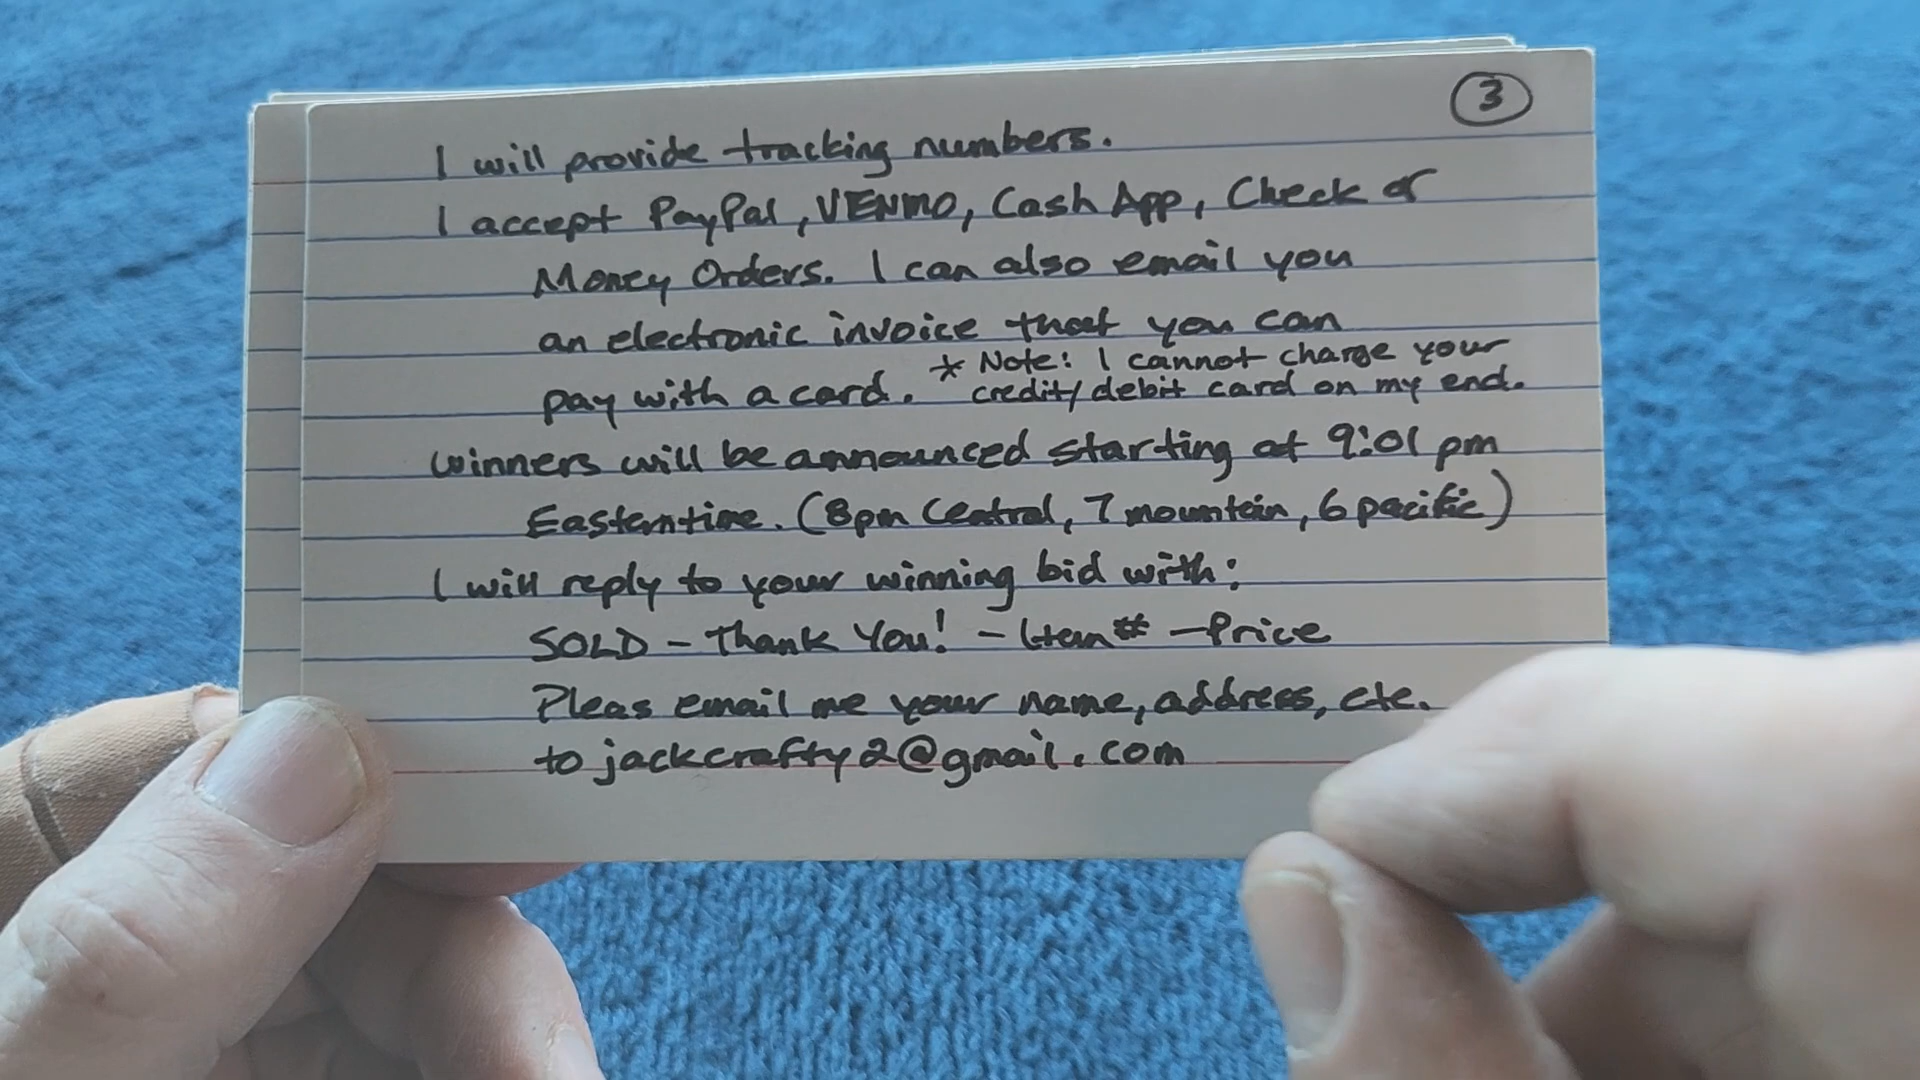 3
I will provide tracking numbers.
I accept PayPal, VENMO, Cash App, Check or
Money Orders. I can also email you
an electronic invoice that you can
pay with a card. * Note: I cannot charge your
credit/debit card on my end.
Winners will be announced starting at 9:01 pm
Eastern time. (8pm Central, 7 mountain, 6 pacific)
I will reply to your winning bid with:
SOLD - Thank You! - Item # - Price
Pleas email me your name, address, etc.
to jackcrafty2@gmail.com